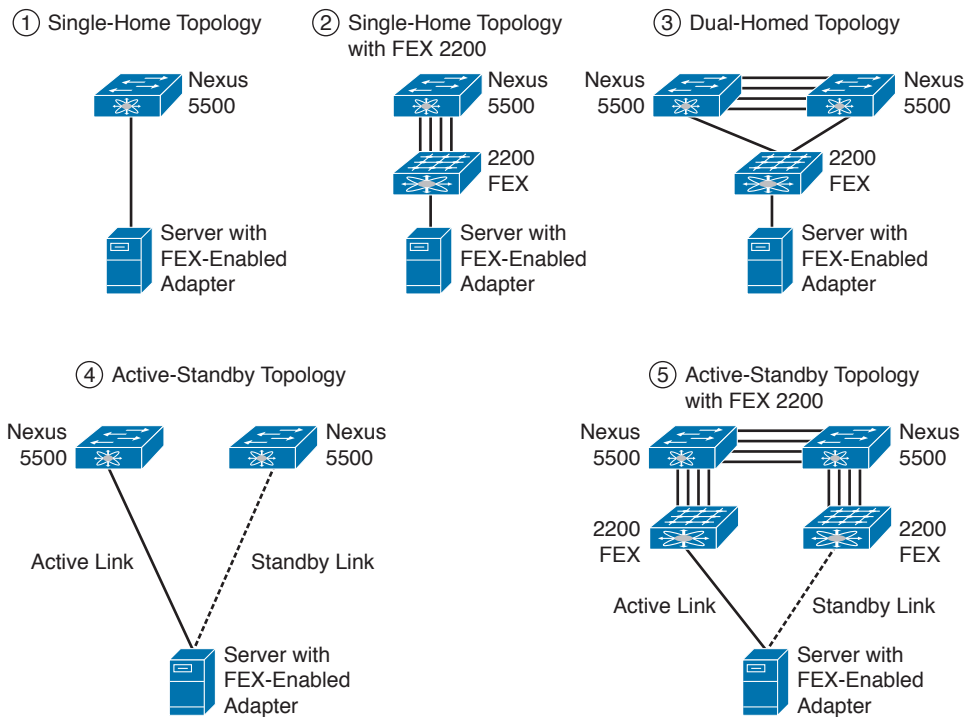 1 Single-Home Topology
Nexus
5500
Server with
FEX-Enabled
Adapter
2 Single-Home Topology
with FEX 2200
Nexus
5500
2200
FEX
Server with
FEX-Enabled
Adapter
3 Dual-Homed Topology
Nexus
5500
Nexus
5500
2200
FEX
Server with
FEX-Enabled
Adapter
4 Active-Standby Topology
Nexus
5500
Nexus
5500
Active Link
Standby Link
Server with
FEX-Enabled
Adapter
5 Active-Standby Topology
with FEX 2200
Nexus
5500
Nexus
5500
2200
FEX
2200
FEX
Active Link
Standby Link
Server with
FEX-Enabled
Adapter